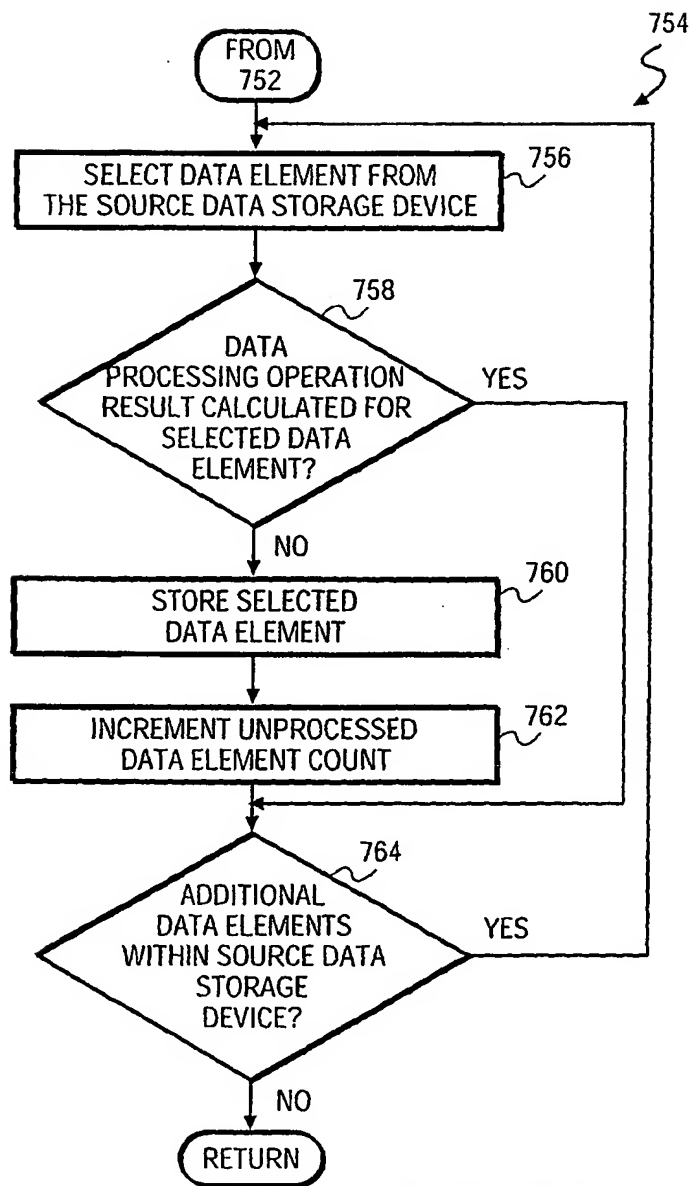 754
FROM
752
SELECT DATA ELEMENT FROM
THE SOURCE DATA STORAGE DEVICE
756
758
DATA
PROCESSING OPERATION
RESULT CALCULATED FOR
SELECTED DATA
ELEMENT?
YES
NO
760
STORE SELECTED
DATA ELEMENT
762
INCREMENT UNPROCESSED
DATA ELEMENT COUNT
764
ADDITIONAL
DATA ELEMENTS
WITHIN SOURCE DATA
STORAGE
DEVICE?
YES
NO
RETURN